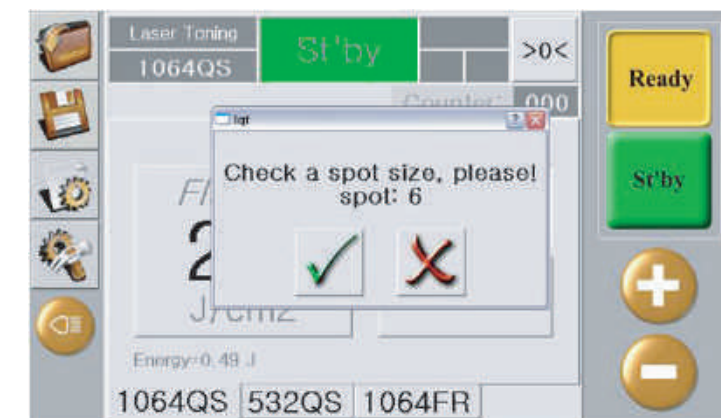 Laser Toning
St'by
>0<
1064QS
Ready
Counter: 000
lqt
Check a spot size, please!
spot: 6
St'by
2
J/cm2
Energy=0, 49 J
1064QS 532QS 1064FR